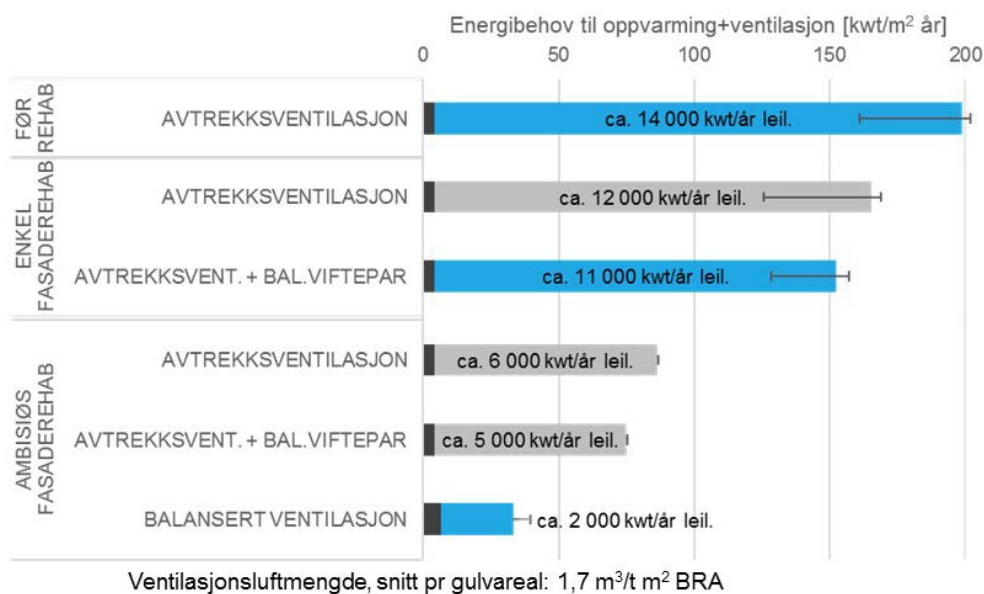 Energibehov til oppvarming+ventilasjon [kwt/m² år]
0 50 100 150 200
FØR
REHAB
AVTREKKSVENTILASJON
ca. 14 000 kwt/år leil.
ENKEL
FASADEREHAB
AVTREKKSVENTILASJON
ca. 12 000 kwt/år leil.
AVTREKKSVENT. + BAL.VIFTEPAR
ca. 11 000 kwt/år leil.
AMBISIØS
FASADEREHAB
AVTREKKSVENTILASJON
ca. 6 000 kwt/år leil.
AVTREKKSVENT. + BAL.VIFTEPAR
ca. 5 000 kwt/år leil.
BALANSERT VENTILASJON
ca. 2 000 kwt/år leil.
Ventilasjonsluftmengde, snitt pr gulvareal: 1,7 m³/t m² BRA